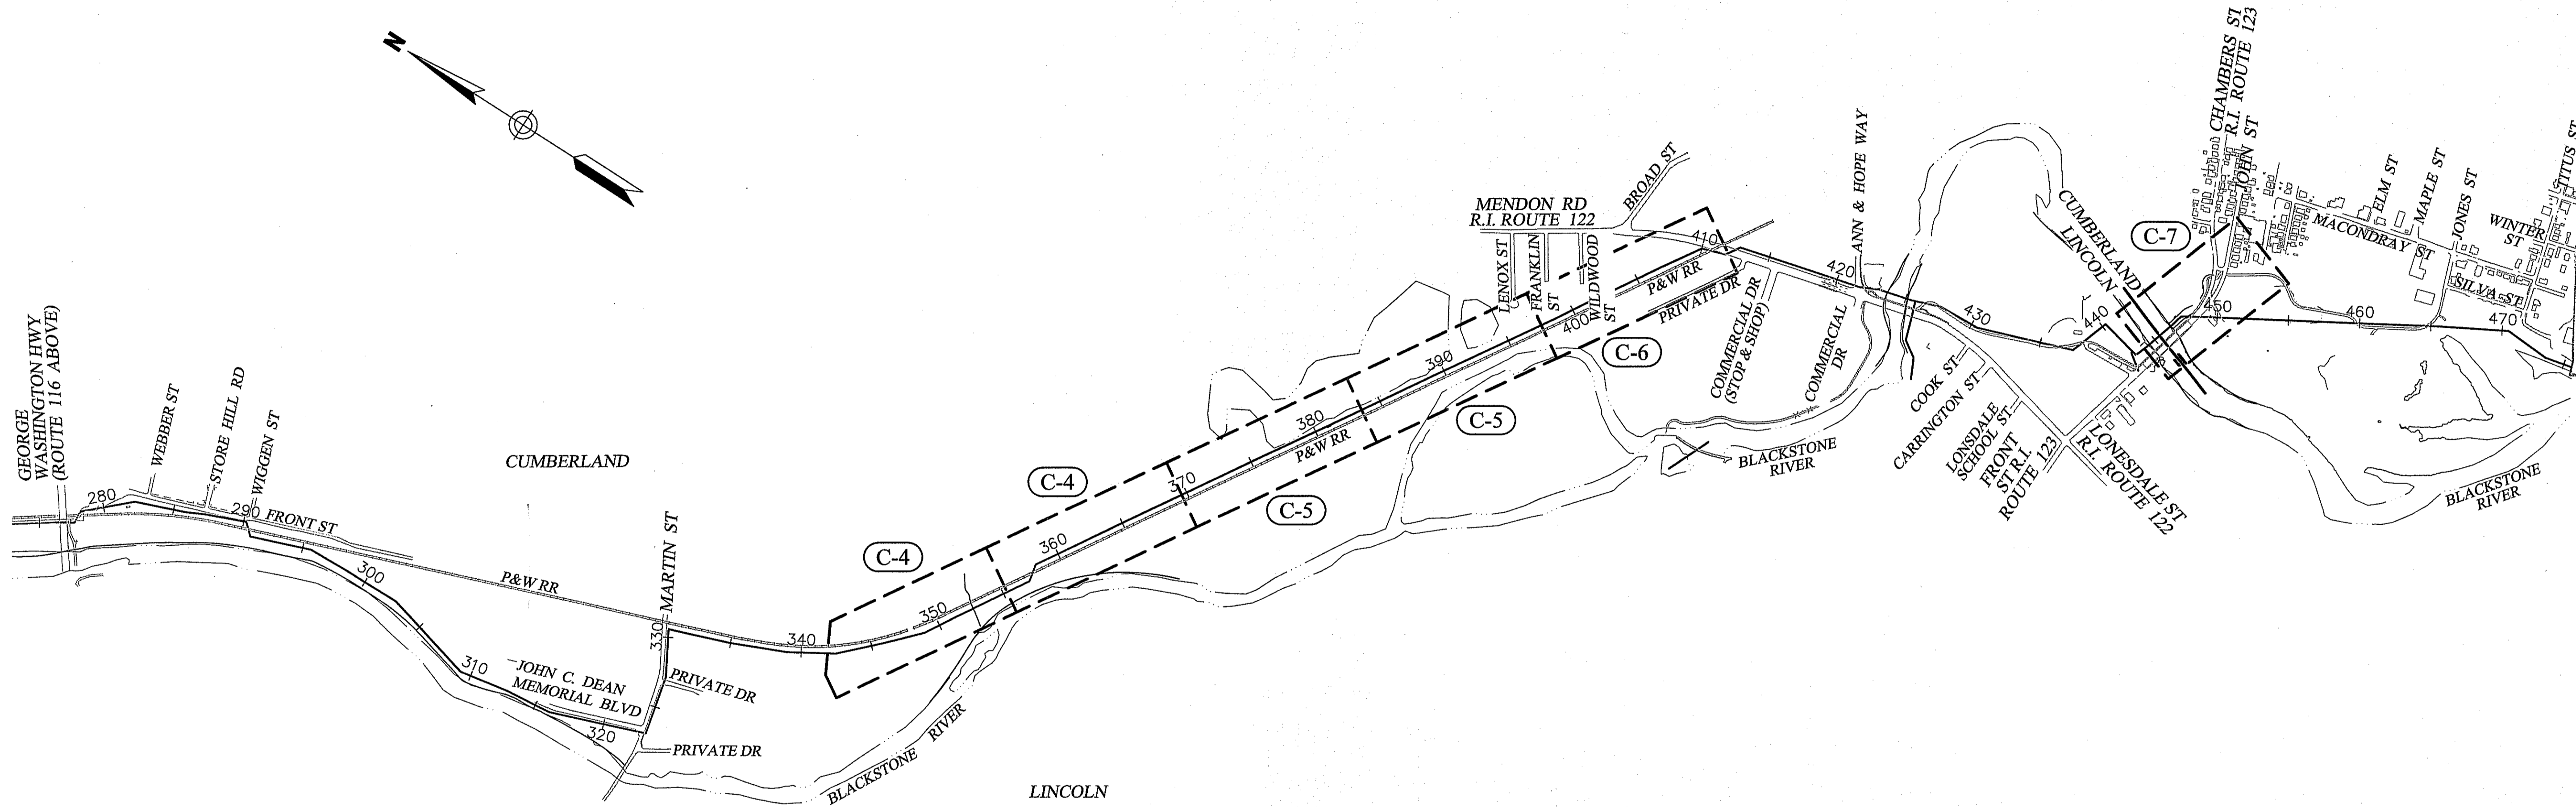 N
GEORGE
WASHINGTON HWY
(ROUTE 116 ABOVE)
280
WEBBER ST
STORE HILL RD
WIGGEN ST
290
FRONT ST
300
310
JOHN C. DEAN
MEMORIAL BLVD
320
330
MARTIN ST
PRIVATE DR
PRIVATE DR
P&W RR
CUMBERLAND
340
350
C-4
360
C-4
370
C-5
380
P&W RR
390
C-5
400
C-6
BLACKSTONE RIVER
LINCOLN
MENDON RD
R.I. ROUTE 122
LENOX ST
FRANKLIN
ST
WILDWOOD
ST
BROAD ST
410
P&W RR
PRIVATE DR
COMMERCIAL DR
(STOP & SHOP)
COMMERCIAL
DR
420
ANN & HOPE WAY
BLACKSTONE
RIVER
430
COOK ST
CARRINGTON ST
LONSDALE
SCHOOL ST
FRONT
ST R.I.
ROUTE 123
LONESDALE ST
R.I. ROUTE 122
440
CUMBERLAND
LINCOLN
C-7
450
CHAMBERS ST
R.I. ROUTE 123
JOHN ST
MACONDRAY ST
ELM ST
MAPLE ST
JONES ST
WINTER
ST
TITUS ST
SILVA ST
460
470
BLACKSTONE
RIVER